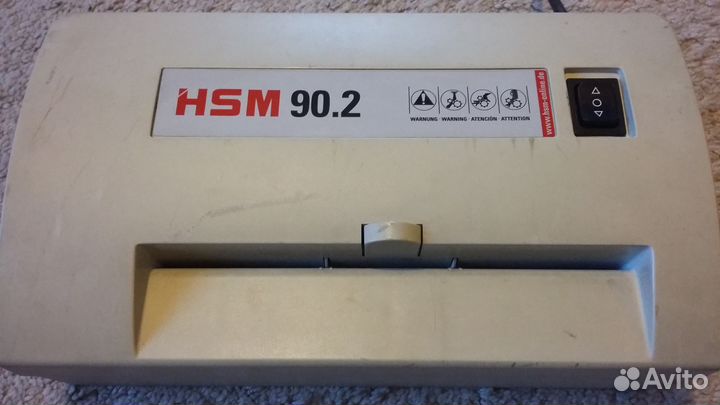 HSM 90.2
WARNUNG · WARNING · ATENCIÓN · ATTENTION
www.hsm-online.de
Avito